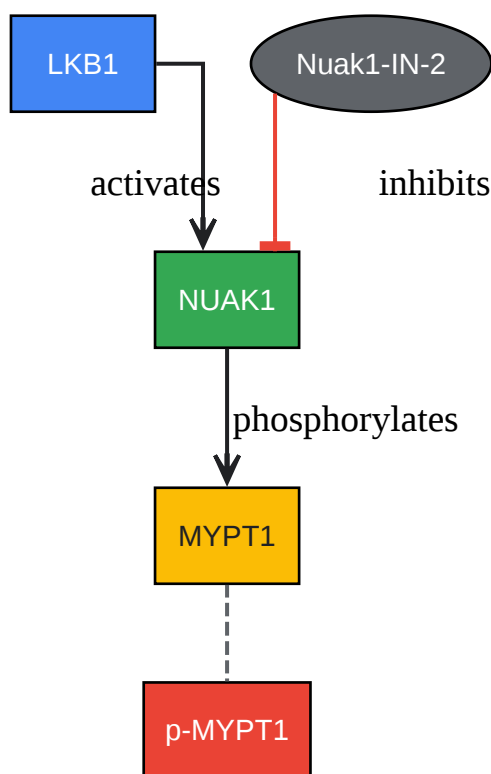 LKB1
Nuak1-IN-2
activates
inhibits
NUAK1
phosphorylates
MYPT1
p-MYPT1